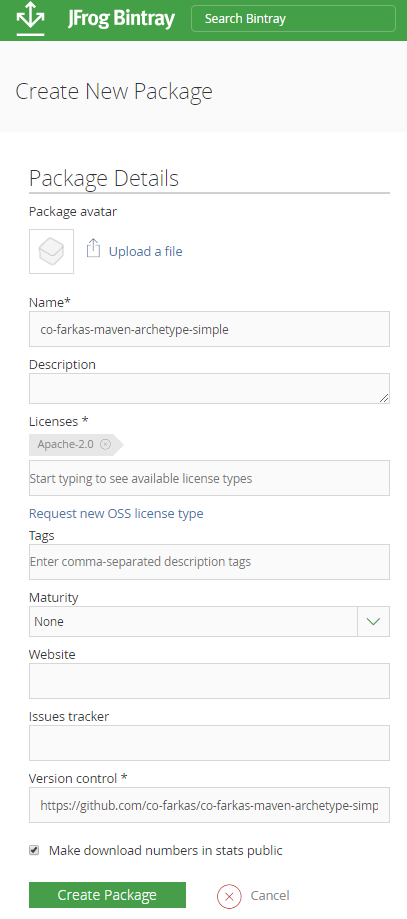 JFrog Bintray
Search Bintray
Create New Package
Package Details
Package avatar
Upload a file
Name*
co-farkas-maven-archetype-simple
Description
Licenses *
Apache-2.0
Start typing to see available license types
Request new OSS license type
Tags
Enter comma-separated description tags
Maturity
None
Website
Issues tracker
Version control *
https://github.com/co-farkas/co-farkas-maven-archetype-simp
Make download numbers in stats public
Create Package
Cancel